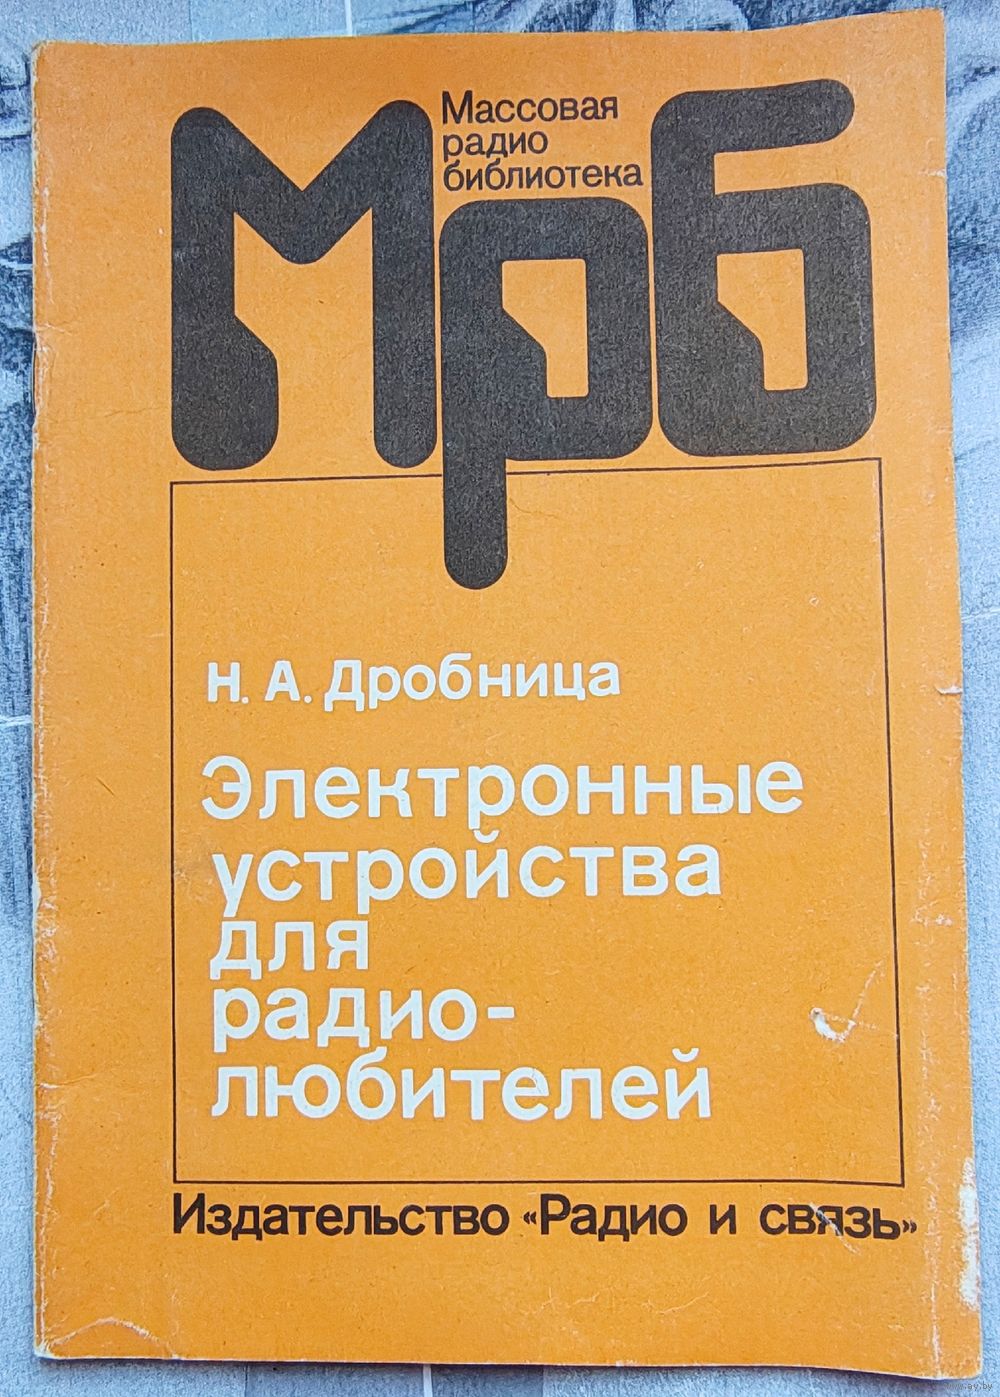 Массовая
радио
библиотека
Мрб
Н. А. Дробница
Электронные
устройства
для
радио-
любителей
Издательство «Радио и связь»